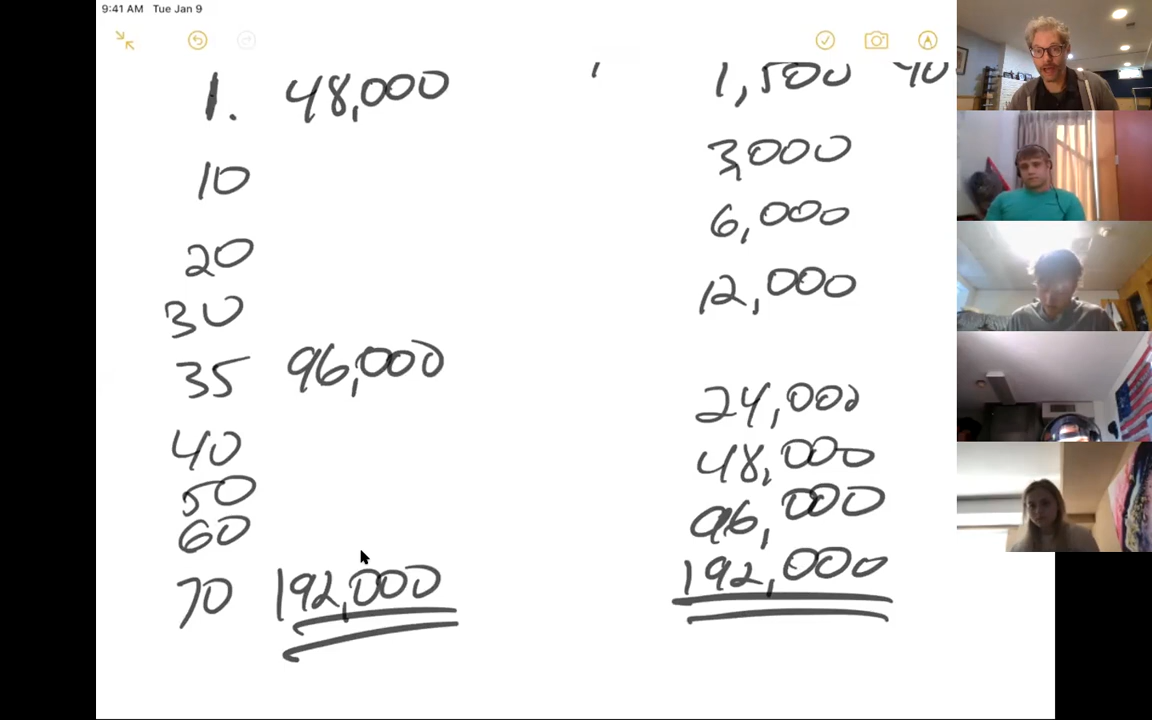 9:41 AM Tue Jan 9
1. 48,000 1,500 40
10 3,000
20 6,000
30 12,000
35 96,000
24,000
40 48,000
50 96,000
60
70 192,000 192,000